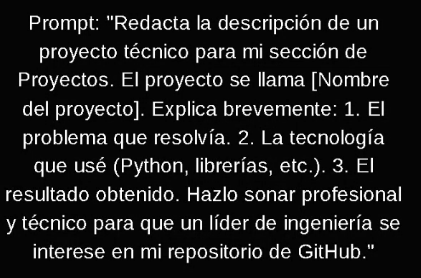 Prompt: "Redacta la descripción de un
proyecto técnico para mi sección de
Proyectos. El proyecto se llama [Nombre
del proyecto]. Explica brevemente: 1. El
problema que resolvía. 2. La tecnología
que usé (Python, librerías, etc.). 3. El
resultado obtenido. Hazlo sonar profesional
y técnico para que un líder de ingeniería se
interese en mi repositorio de GitHub."